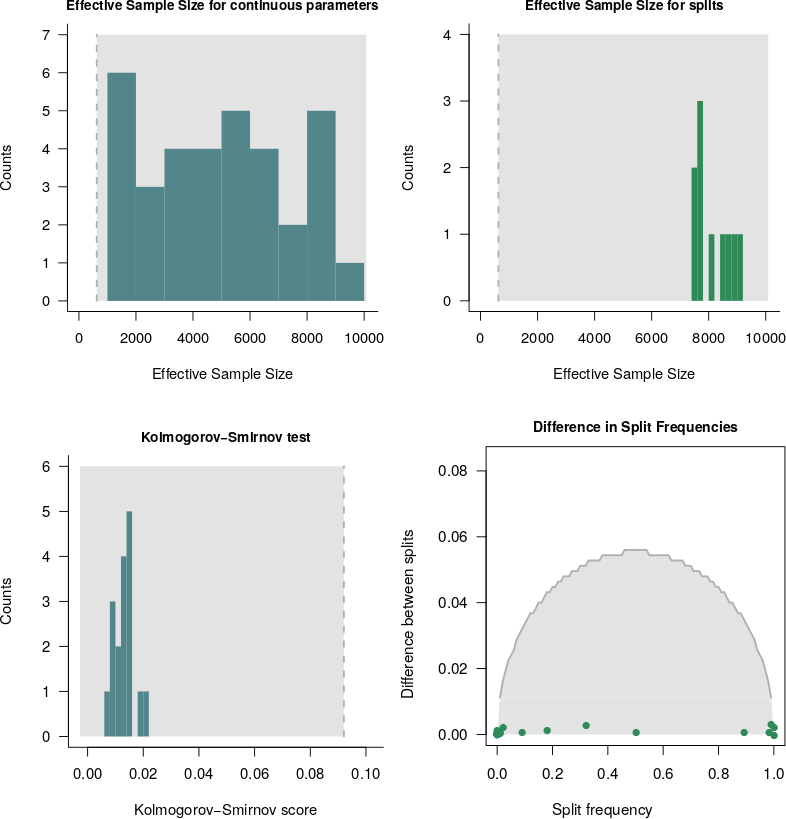 Effective Sample Size for continuous parameters
7
6
5
4
3
2
1
0
Counts
0 2000 4000 6000 8000 10000
Effective Sample Size
Effective Sample Size for splits
4
3
2
1
0
Counts
0 2000 4000 6000 8000 10000
Effective Sample Size
Kolmogorov−Smirnov test
6
5
4
3
2
1
0
Counts
0.00 0.02 0.04 0.06 0.08 0.10
Kolmogorov−Smirnov score
Difference in Split Frequencies
0.08
0.06
0.04
0.02
0.00
Difference between splits
0.0 0.2 0.4 0.6 0.8 1.0
Split frequency